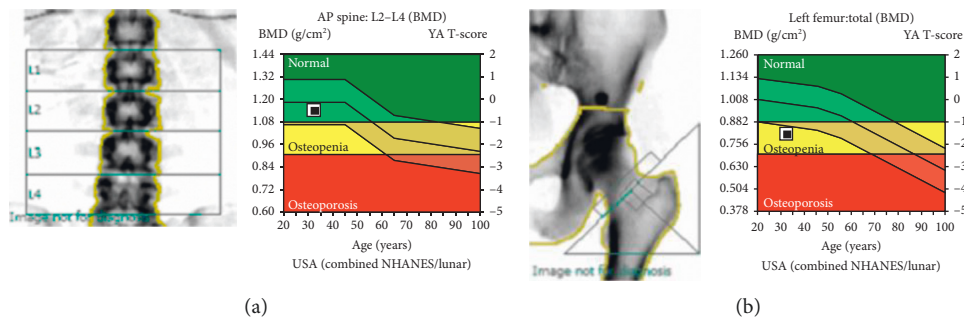 L1
L2
L3
L4
Image not for diagnosis
AP spine: L2–L4 (BMD)
BMD (g/cm²) YA T-score
1.44 2
1.32 1
1.20 0
1.08 −1
0.96 −2
0.84 −3
0.72 −4
0.60 −5
Normal
Osteopenia
Osteoporosis
20 30 40 50 60 70 80 90 100
Age (years)
USA (combined NHANES/lunar)
(a)
Image not for diagnosis
Left femur:total (BMD)
BMD (g/cm²) YA T-score
1.260 2
1.134 1
1.008 0
0.882 −1
0.756 −2
0.630 −3
0.504 −4
0.378 −5
Normal
Osteopenia
Osteoporosis
20 30 40 50 60 70 80 90 100
Age (years)
USA (combined NHANES/lunar)
(b)